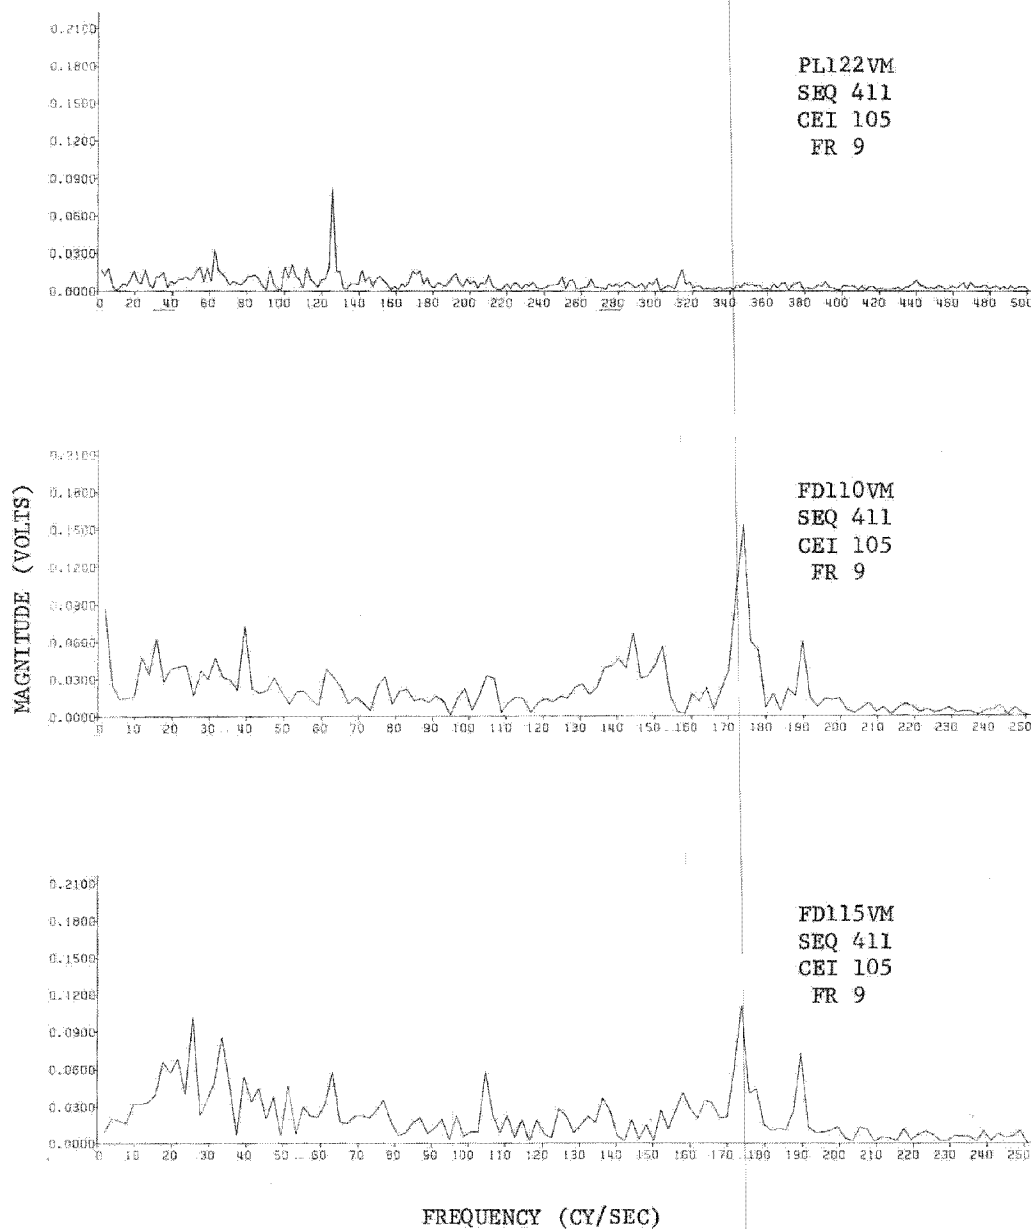 0.2100
0.1800
0.1500
0.1200
0.0900
0.0600
0.0300
0.0000
0 20 40 60 80 100 120 140 160 180 200 220 240 260 280 300 320 340 360 380 400 420 440 460 480 500
PL122VM
SEQ 411
CEI 105
FR 9
MAGNITUDE (VOLTS)
0.2100
0.1800
0.1500
0.1200
0.0900
0.0600
0.0300
0.0000
0 10 20 30 40 50 60 70 80 90 100 110 120 130 140 150 160 170 180 190 200 210 220 230 240 250
FD110VM
SEQ 411
CEI 105
FR 9
0.2100
0.1800
0.1500
0.1200
0.0900
0.0600
0.0300
0.0000
0 10 20 30 40 50 60 70 80 90 100 110 120 130 140 150 160 170 180 190 200 210 220 230 240 250
FD115VM
SEQ 411
CEI 105
FR 9
FREQUENCY (CY/SEC)